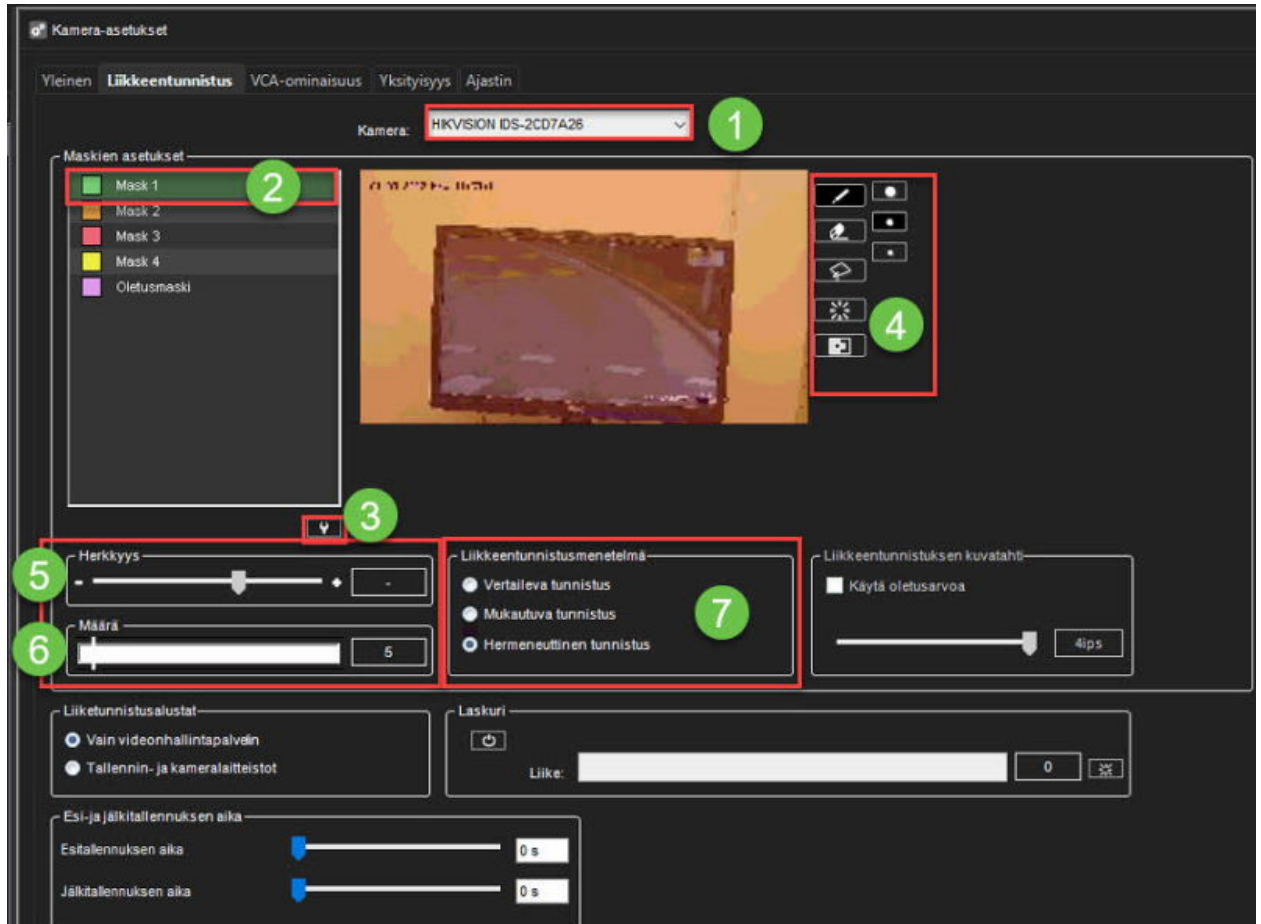 Kamera-asetukset
Yleinen Liikkeentunnistus VCA-ominaisuus Yksityisyys Ajastin
Kamera: HIKVISION IDS-2CD7A26 1
Maskien asetukset
Mask 1 2
Mask 2
Mask 3
Mask 4
Oletusmaski
4
3
5 Herkkyys
- + -
6 Määrä
5
Liikkeentunnistusmenetelmä
Vertaileva tunnistus
Mukautuva tunnistus
Hermeneuttinen tunnistus
7
Liikkeentunnistuksen kuvatahti
Käytä oletusarvoa
4ips
Liiketunnistusalustat
Vain videonhallintapalvelin
Tallennin- ja kameralaitteistot
Laskuri
Liike: 0
Esi-ja jälkitallennuksen aika
Esitallennuksen aika 0 s
Jälkitallennuksen aika 0 s